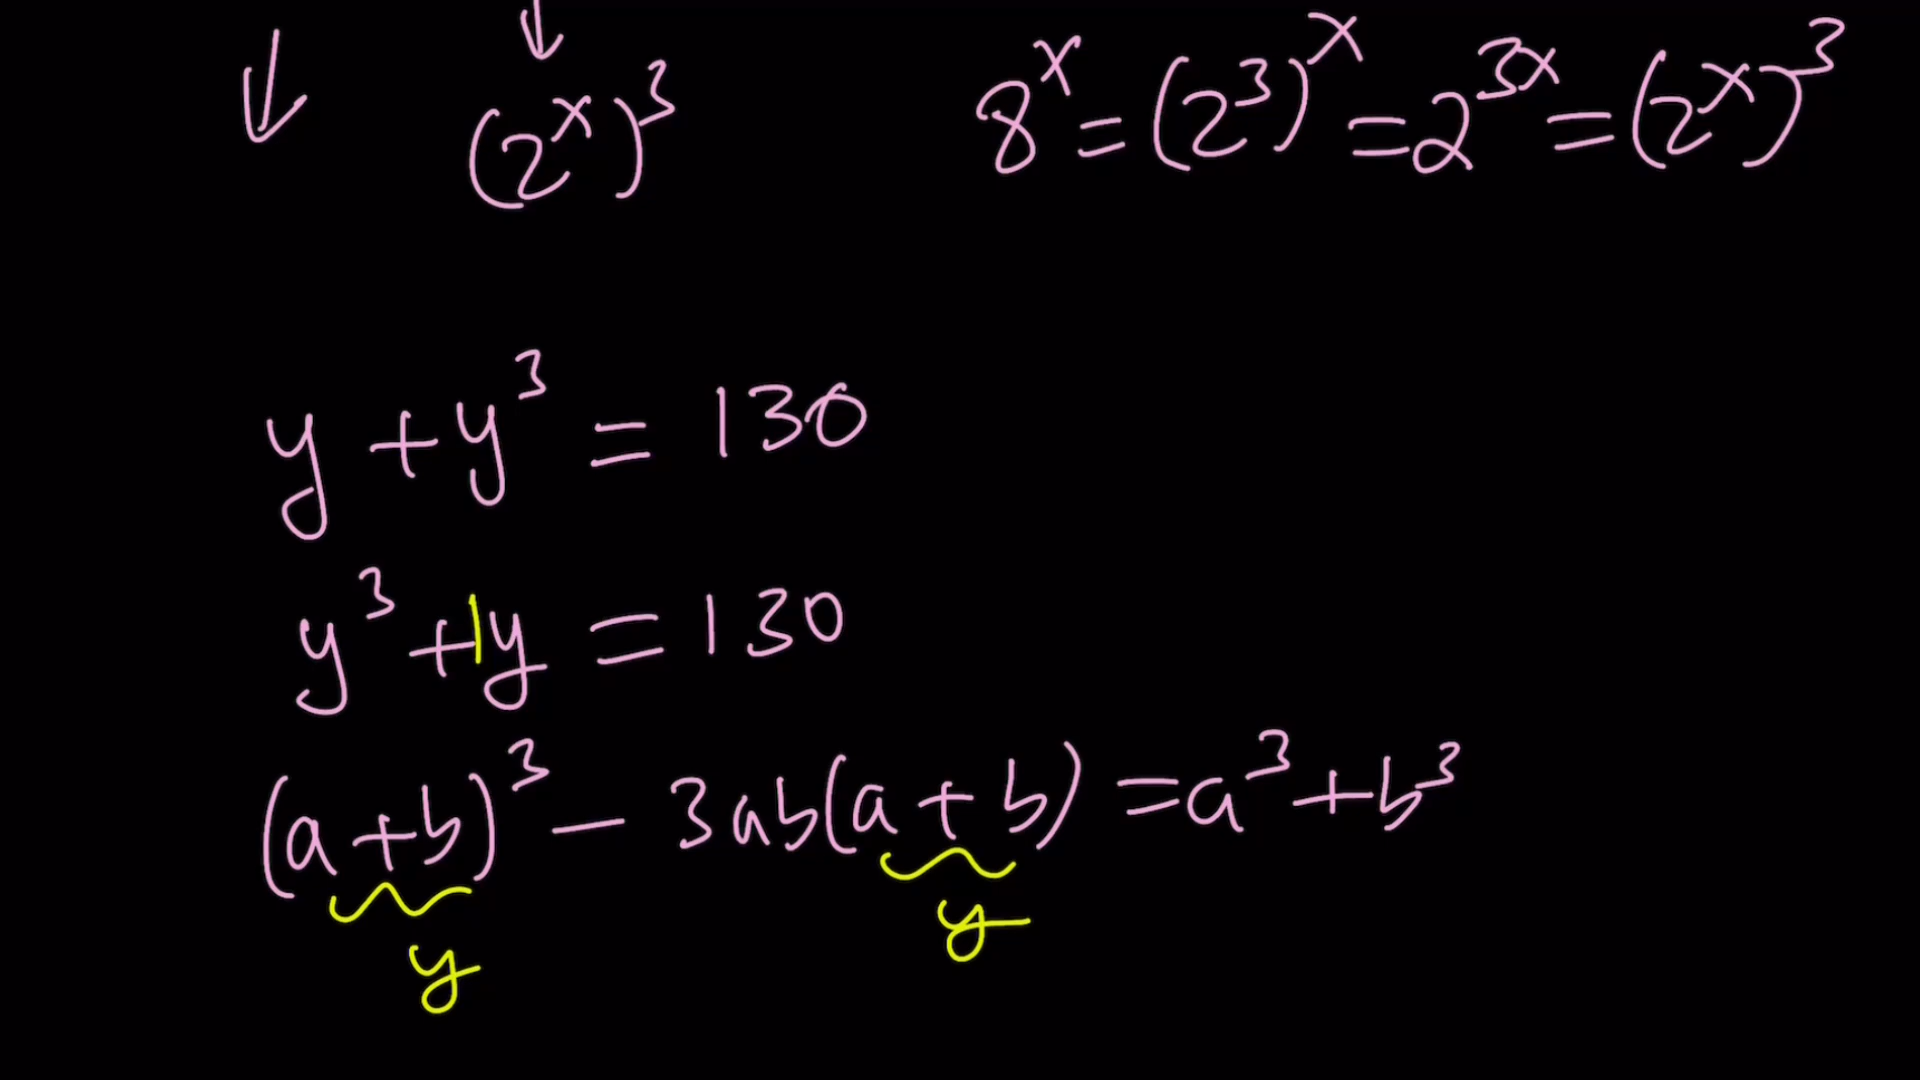 (2^x)^3    8^x = (2^3)^x = 2^{3x} = (2^x)^3
y + y^3 = 130
y^3 + 1y = 130
(a + b)^3 - 3ab(a + b) = a^3 + b^3
y    y